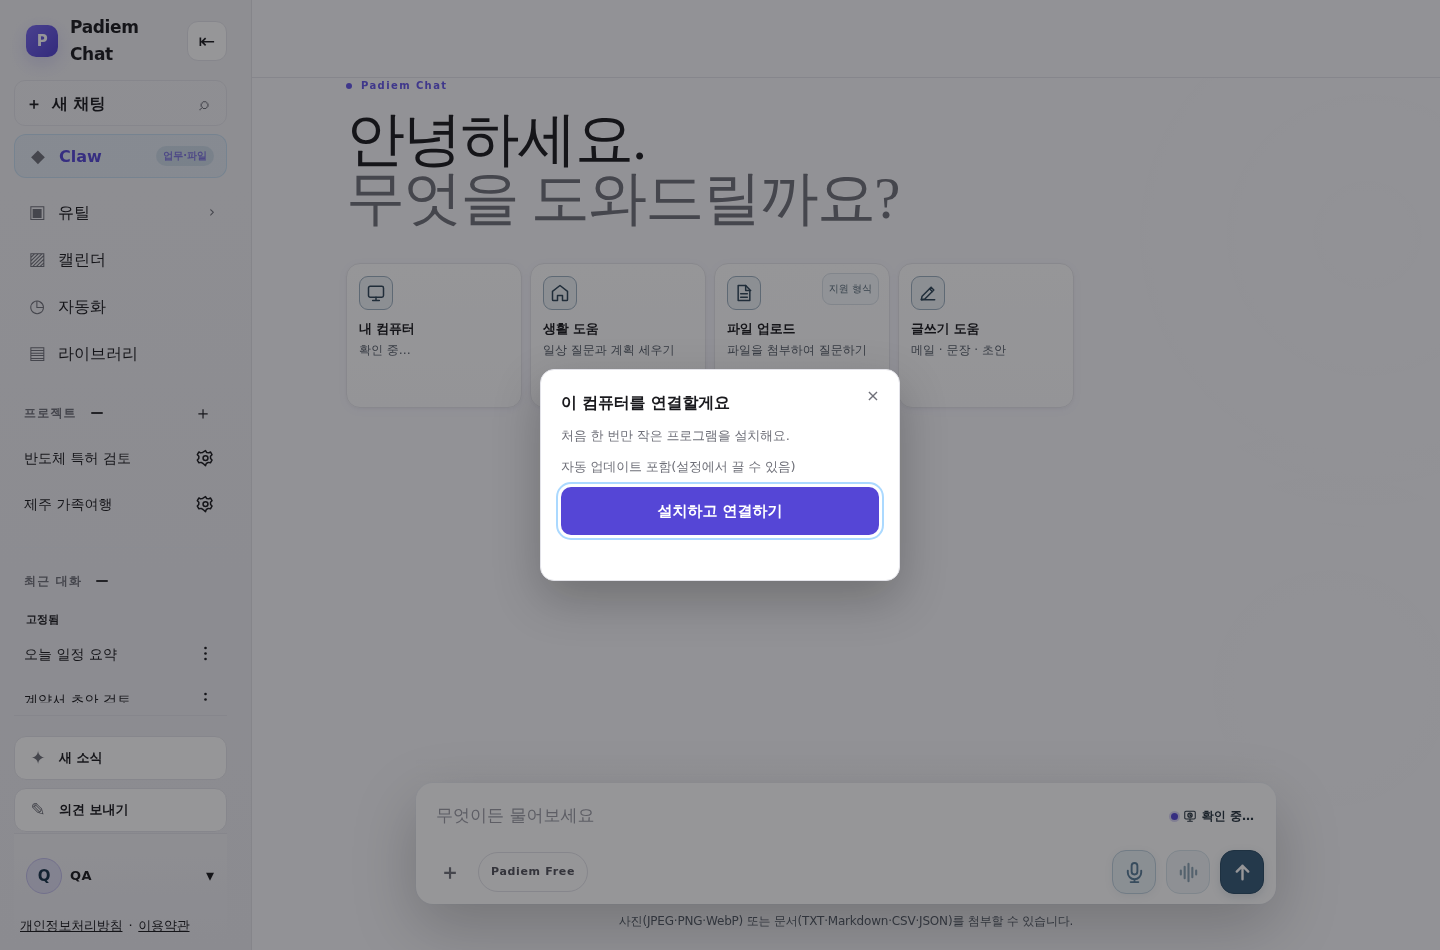 P
Padiem
Chat
⇤
+ 새 채팅
Claw
업무·파일
유틸
캘린더
자동화
라이브러리
프로젝트 — +
반도체 특허 검토
제주 가족여행
최근 대화 —
고정됨
오늘 일정 요약
계약서 초안 검토
새 소식
의견 보내기
Q
QA
개인정보처리방침 · 이용약관
Padiem Chat
안녕하세요.
무엇을 도와드릴까요?
내 컴퓨터
확인 중...
생활 도움
일상 질문과 계획 세우기
지원 형식
파일 업로드
파일을 첨부하여 질문하기
글쓰기 도움
메일 · 문장 · 초안
이 컴퓨터를 연결할게요
×
처음 한 번만 작은 프로그램을 설치해요.
자동 업데이트 포함(설정에서 끌 수 있음)
설치하고 연결하기
무엇이든 물어보세요
확인 중...
+
Padiem Free
사진(JPEG·PNG·WebP) 또는 문서(TXT·Markdown·CSV·JSON)를 첨부할 수 있습니다.